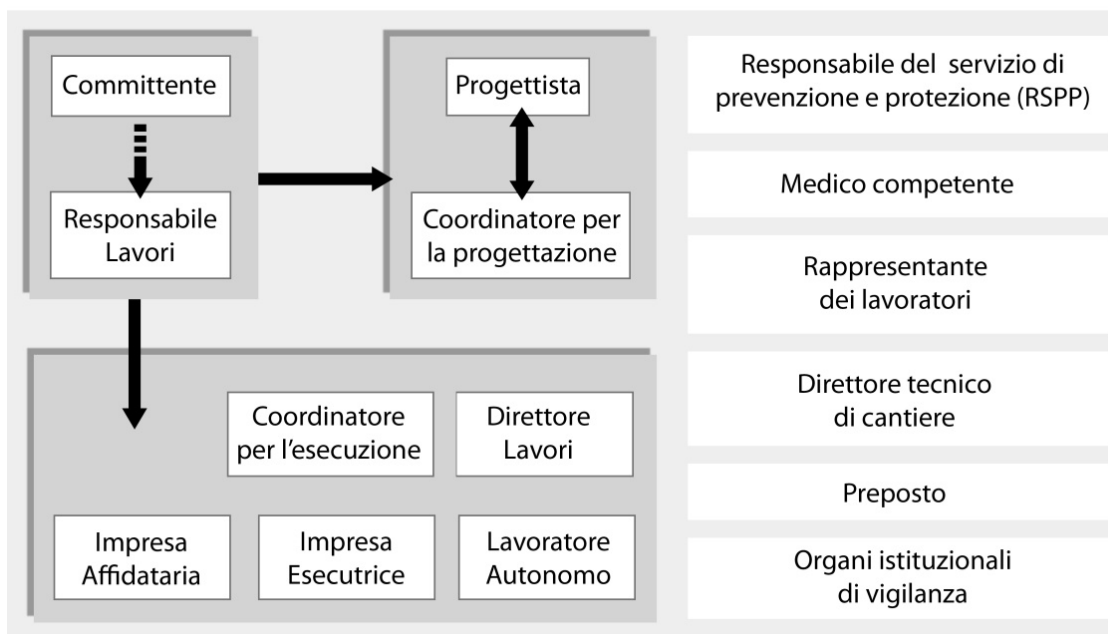 Committente
Responsabile
Lavori
Progettista
Coordinatore per
la progettazione
Coordinatore
per l'esecuzione
Direttore
Lavori
Impresa
Affidataria
Impresa
Esecutrice
Lavoratore
Autonomo
Responsabile del servizio di
prevenzione e protezione (RSPP)
Medico competente
Rappresentante
dei lavoratori
Direttore tecnico
di cantiere
Preposto
Organi istituzionali
di vigilanza